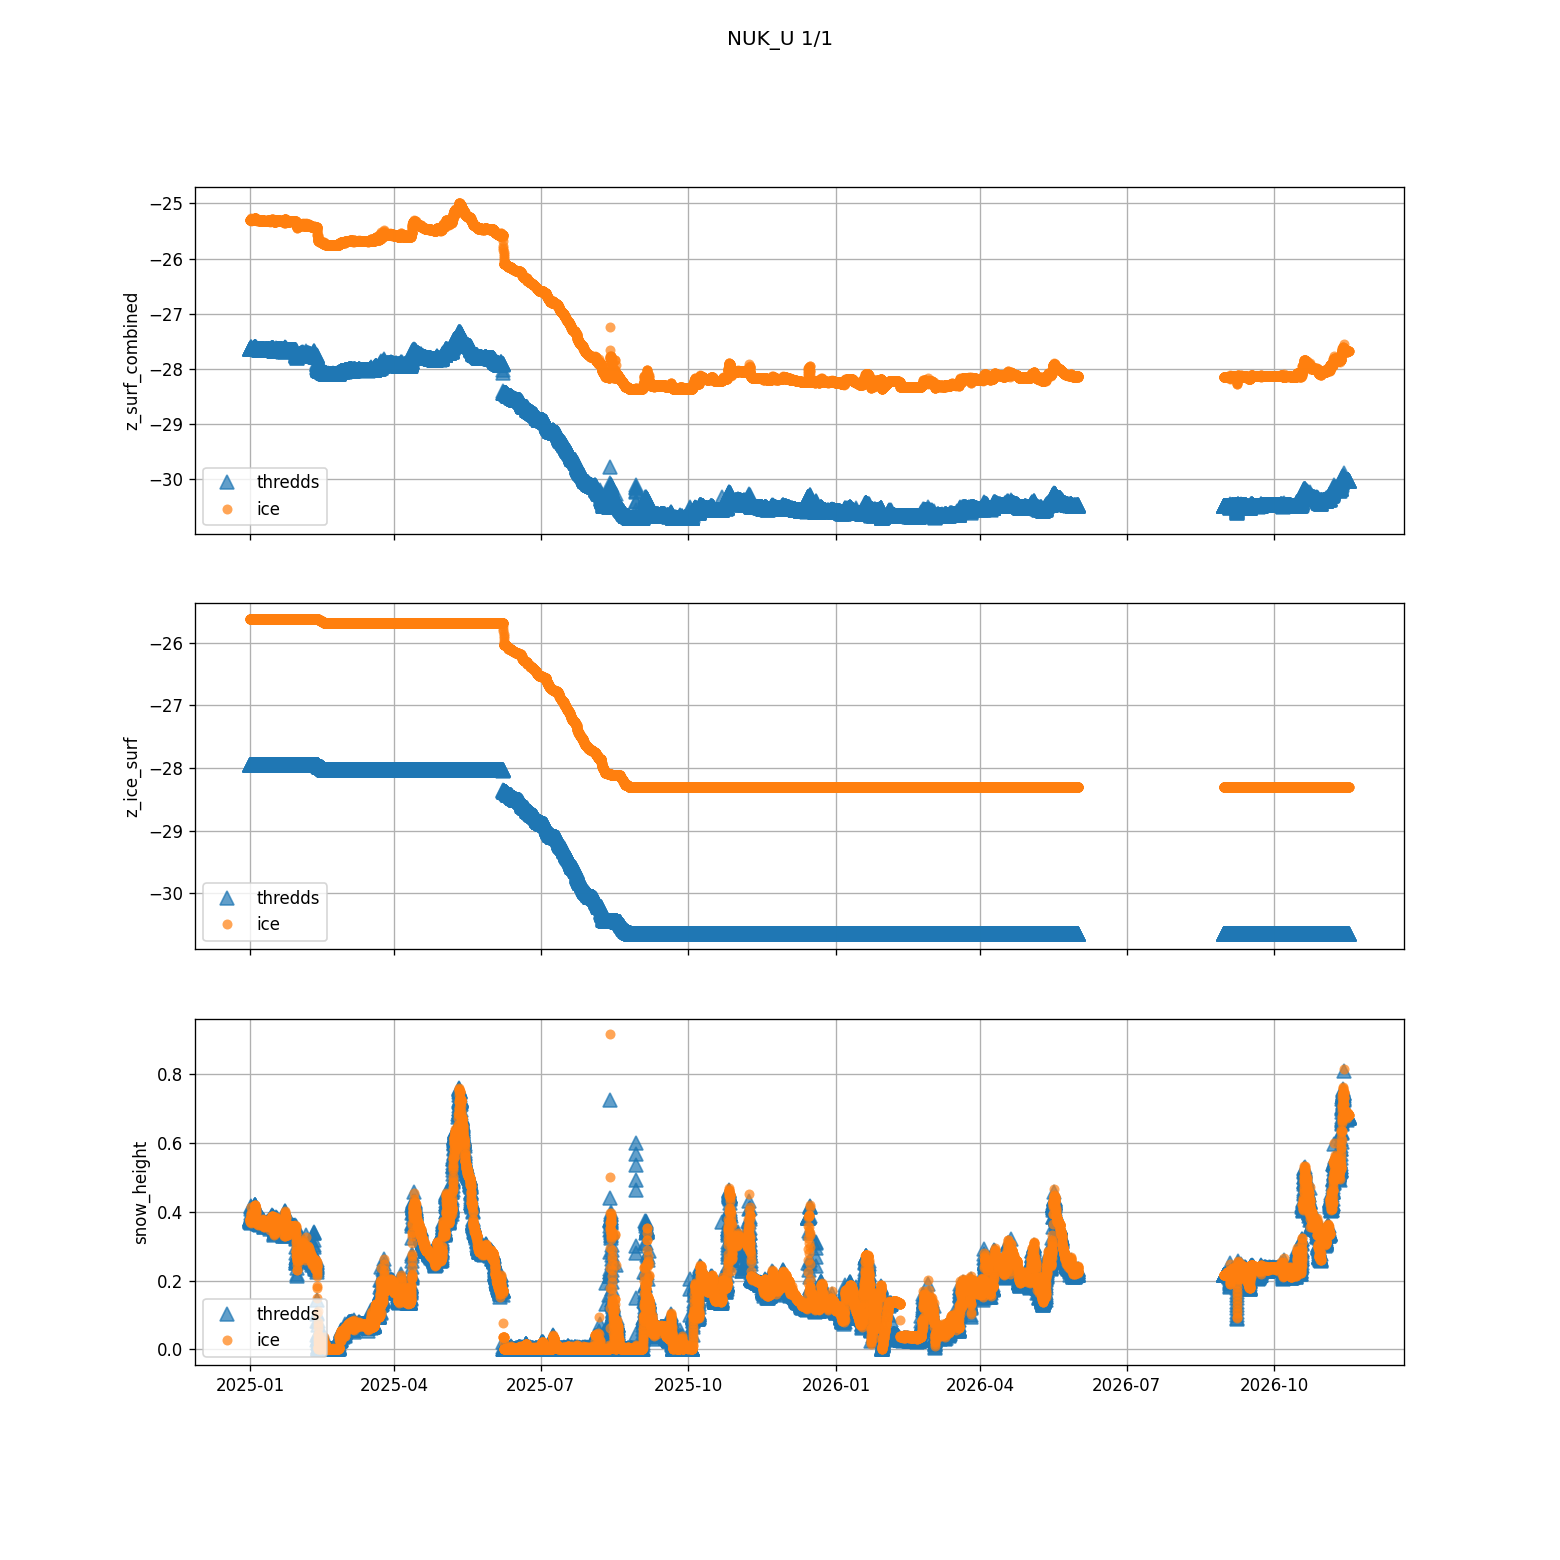 NUK_U 1/1
−25
−26
−27
−28
−29
−30
z_surf_combined
thredds
ice
−26
−27
−28
−29
−30
z_ice_surf
thredds
ice
0.8
0.6
0.4
0.2
0.0
snow_height
thredds
ice
2025-01 2025-04 2025-07 2025-10 2026-01 2026-04 2026-07 2026-10